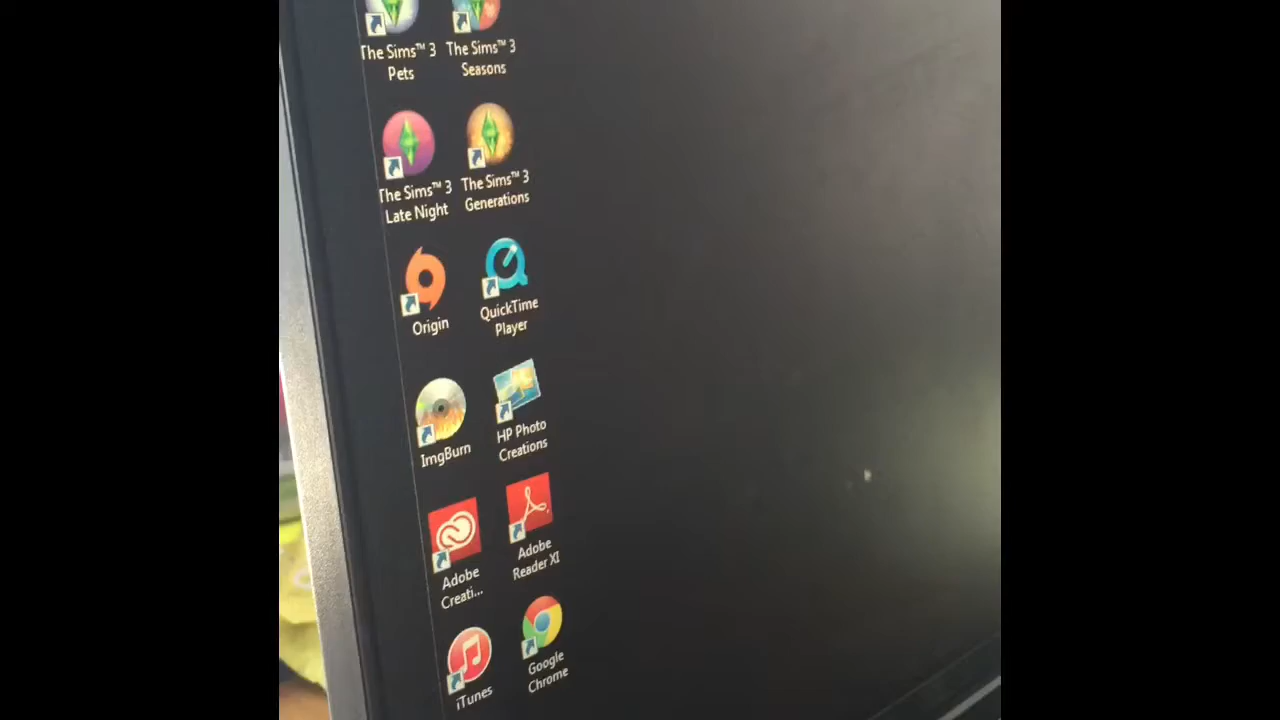 The Sims™ 3
Pets
The Sims™ 3
Seasons
The Sims™ 3
Late Night
The Sims™ 3
Generations
Origin
QuickTime
Player
ImgBurn
HP Photo
Creations
Adobe
Creati...
Adobe
Reader XI
iTunes
Google
Chrome